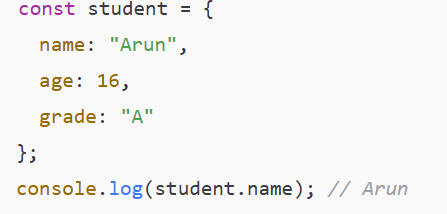 const student = {
name: "Arun",
age: 16,
grade: "A"
};
console.log(student.name); // Arun